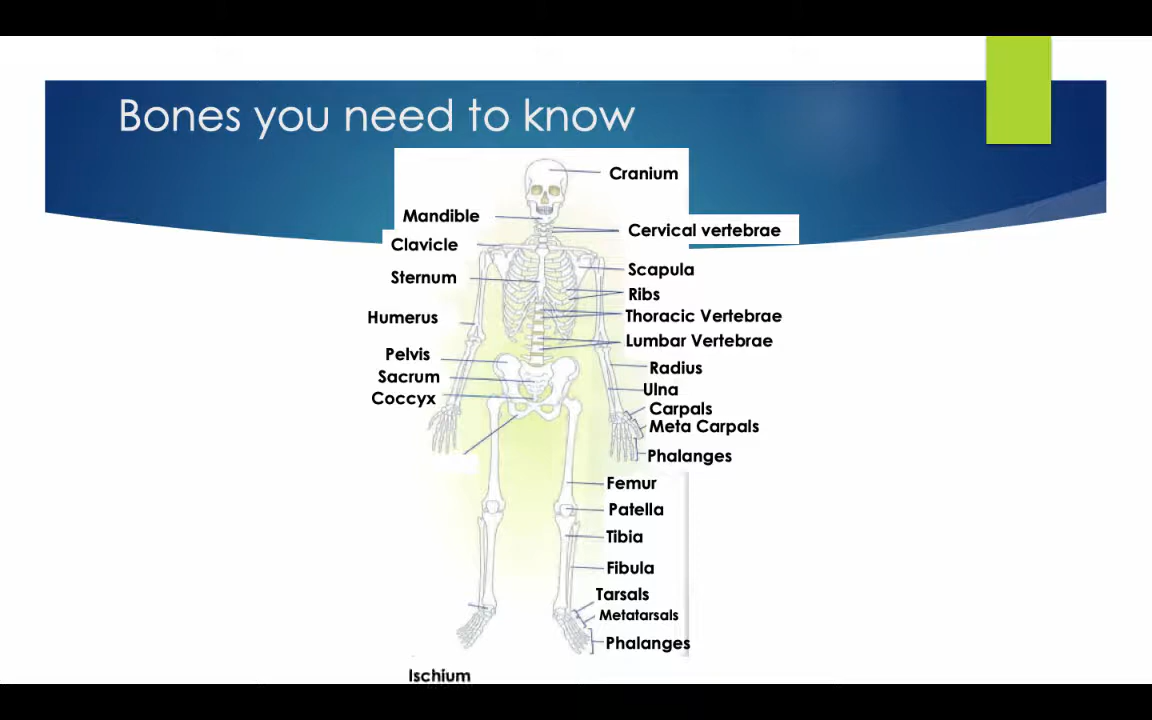 Bones you need to know
Cranium
Mandible
Cervical vertebrae
Clavicle
Scapula
Sternum
Ribs
Thoracic Vertebrae
Humerus
Lumbar Vertebrae
Pelvis
Radius
Sacrum
Ulna
Coccyx
Carpals
Meta Carpals
Phalanges
Femur
Patella
Tibia
Fibula
Tarsals
Metatarsals
Phalanges
Ischium